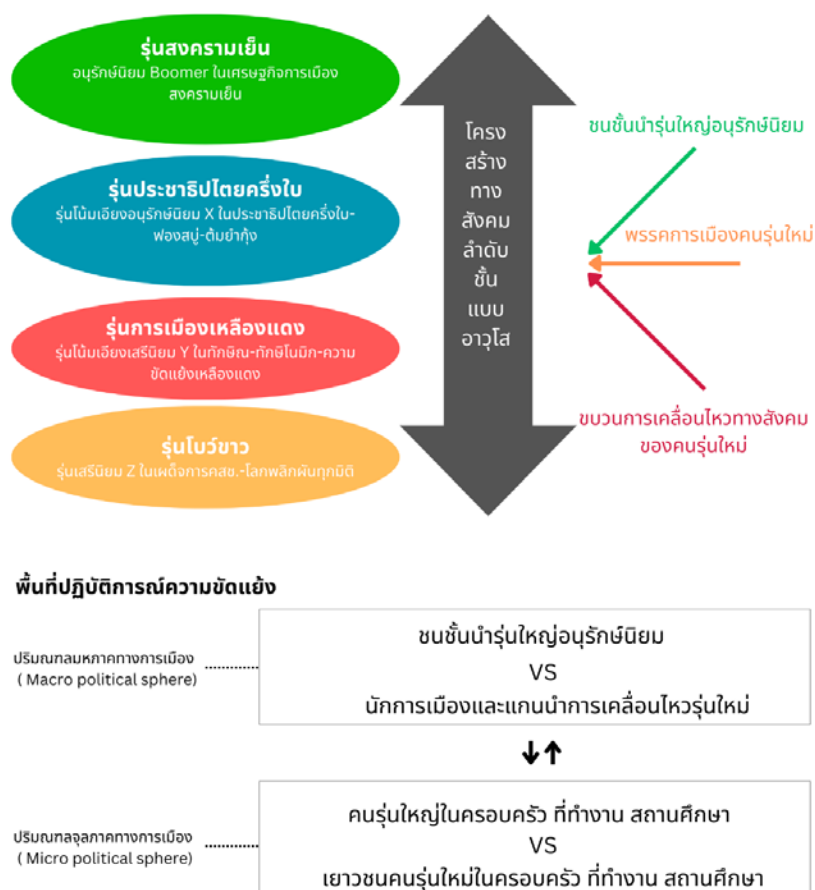 รุ่นสงครามเย็น
อนุรักษ์นิยม Boomer ในเศรษฐกิจการเมือง
สงครามเย็น
รุ่นประชาธิปไตยครึ่งใบ
รุ่นโน้มเอียงอนุรักษ์นิยม X ในประชาธิปไตยครึ่งใบ-
ฟองสบู่-ต้มยำกุ้ง
รุ่นการเมืองเหลืองแดง
รุ่นโน้มเอียงเสรีนิยม Y ในทักษิณ-ทักษิโนมิก-ความ
ขัดแย้งเหลืองแดง
รุ่นโบว์ขาว
รุ่นเสรีนิยม Z ในเผด็จการคสช.-โลกพลิกผันทุกมิติ
โครง
สร้าง
ทาง
สังคม
ลำดับ
ชั้น
แบบ
อาวุโส
ชนชั้นนำรุ่นใหญ่อนุรักษ์นิยม
พรรคการเมืองคนรุ่นใหม่
ขบวนการเคลื่อนไหวทางสังคม
ของคนรุ่นใหม่
พื้นที่ปฏิบัติการณ์ความขัดแย้ง
ปริมณฑลมหภาคทางการเมือง
( Macro political sphere)
ชนชั้นนำรุ่นใหญ่อนุรักษ์นิยม
VS
นักการเมืองและแกนนำการเคลื่อนไหวรุ่นใหม่
ปริมณฑลจุลภาคทางการเมือง
( Micro political sphere)
คนรุ่นใหญ่ในครอบครัว ที่ทำงาน สถานศึกษา
VS
เยาวชนคนรุ่นใหม่ในครอบครัว ที่ทำงาน สถานศึกษา